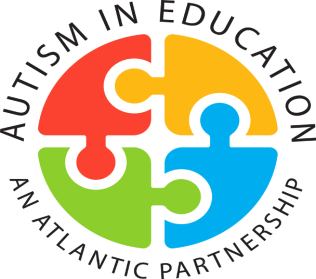 AUTISM IN EDUCATION
AN ATLANTIC PARTNERSHIP